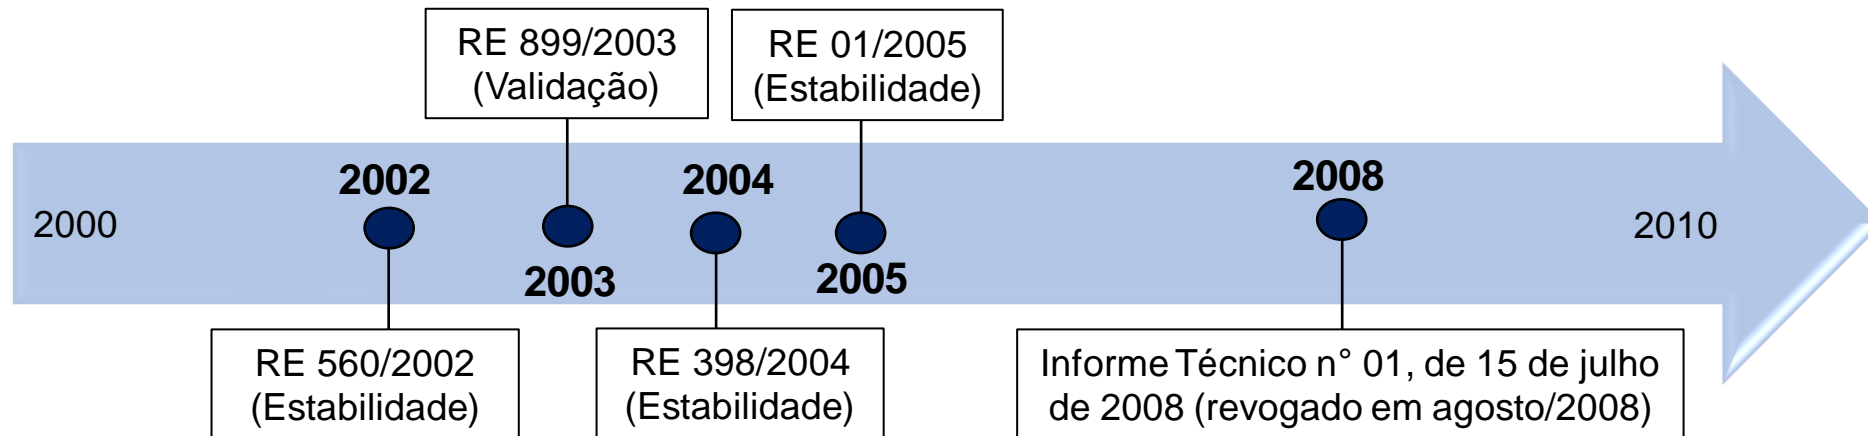 RE 899/2003
(Validação)
RE 01/2005
(Estabilidade)
2000
2002
2003
2004
2005
2008
2010
RE 560/2002
(Estabilidade)
RE 398/2004
(Estabilidade)
Informe Técnico n° 01, de 15 de julho
de 2008 (revogado em agosto/2008)